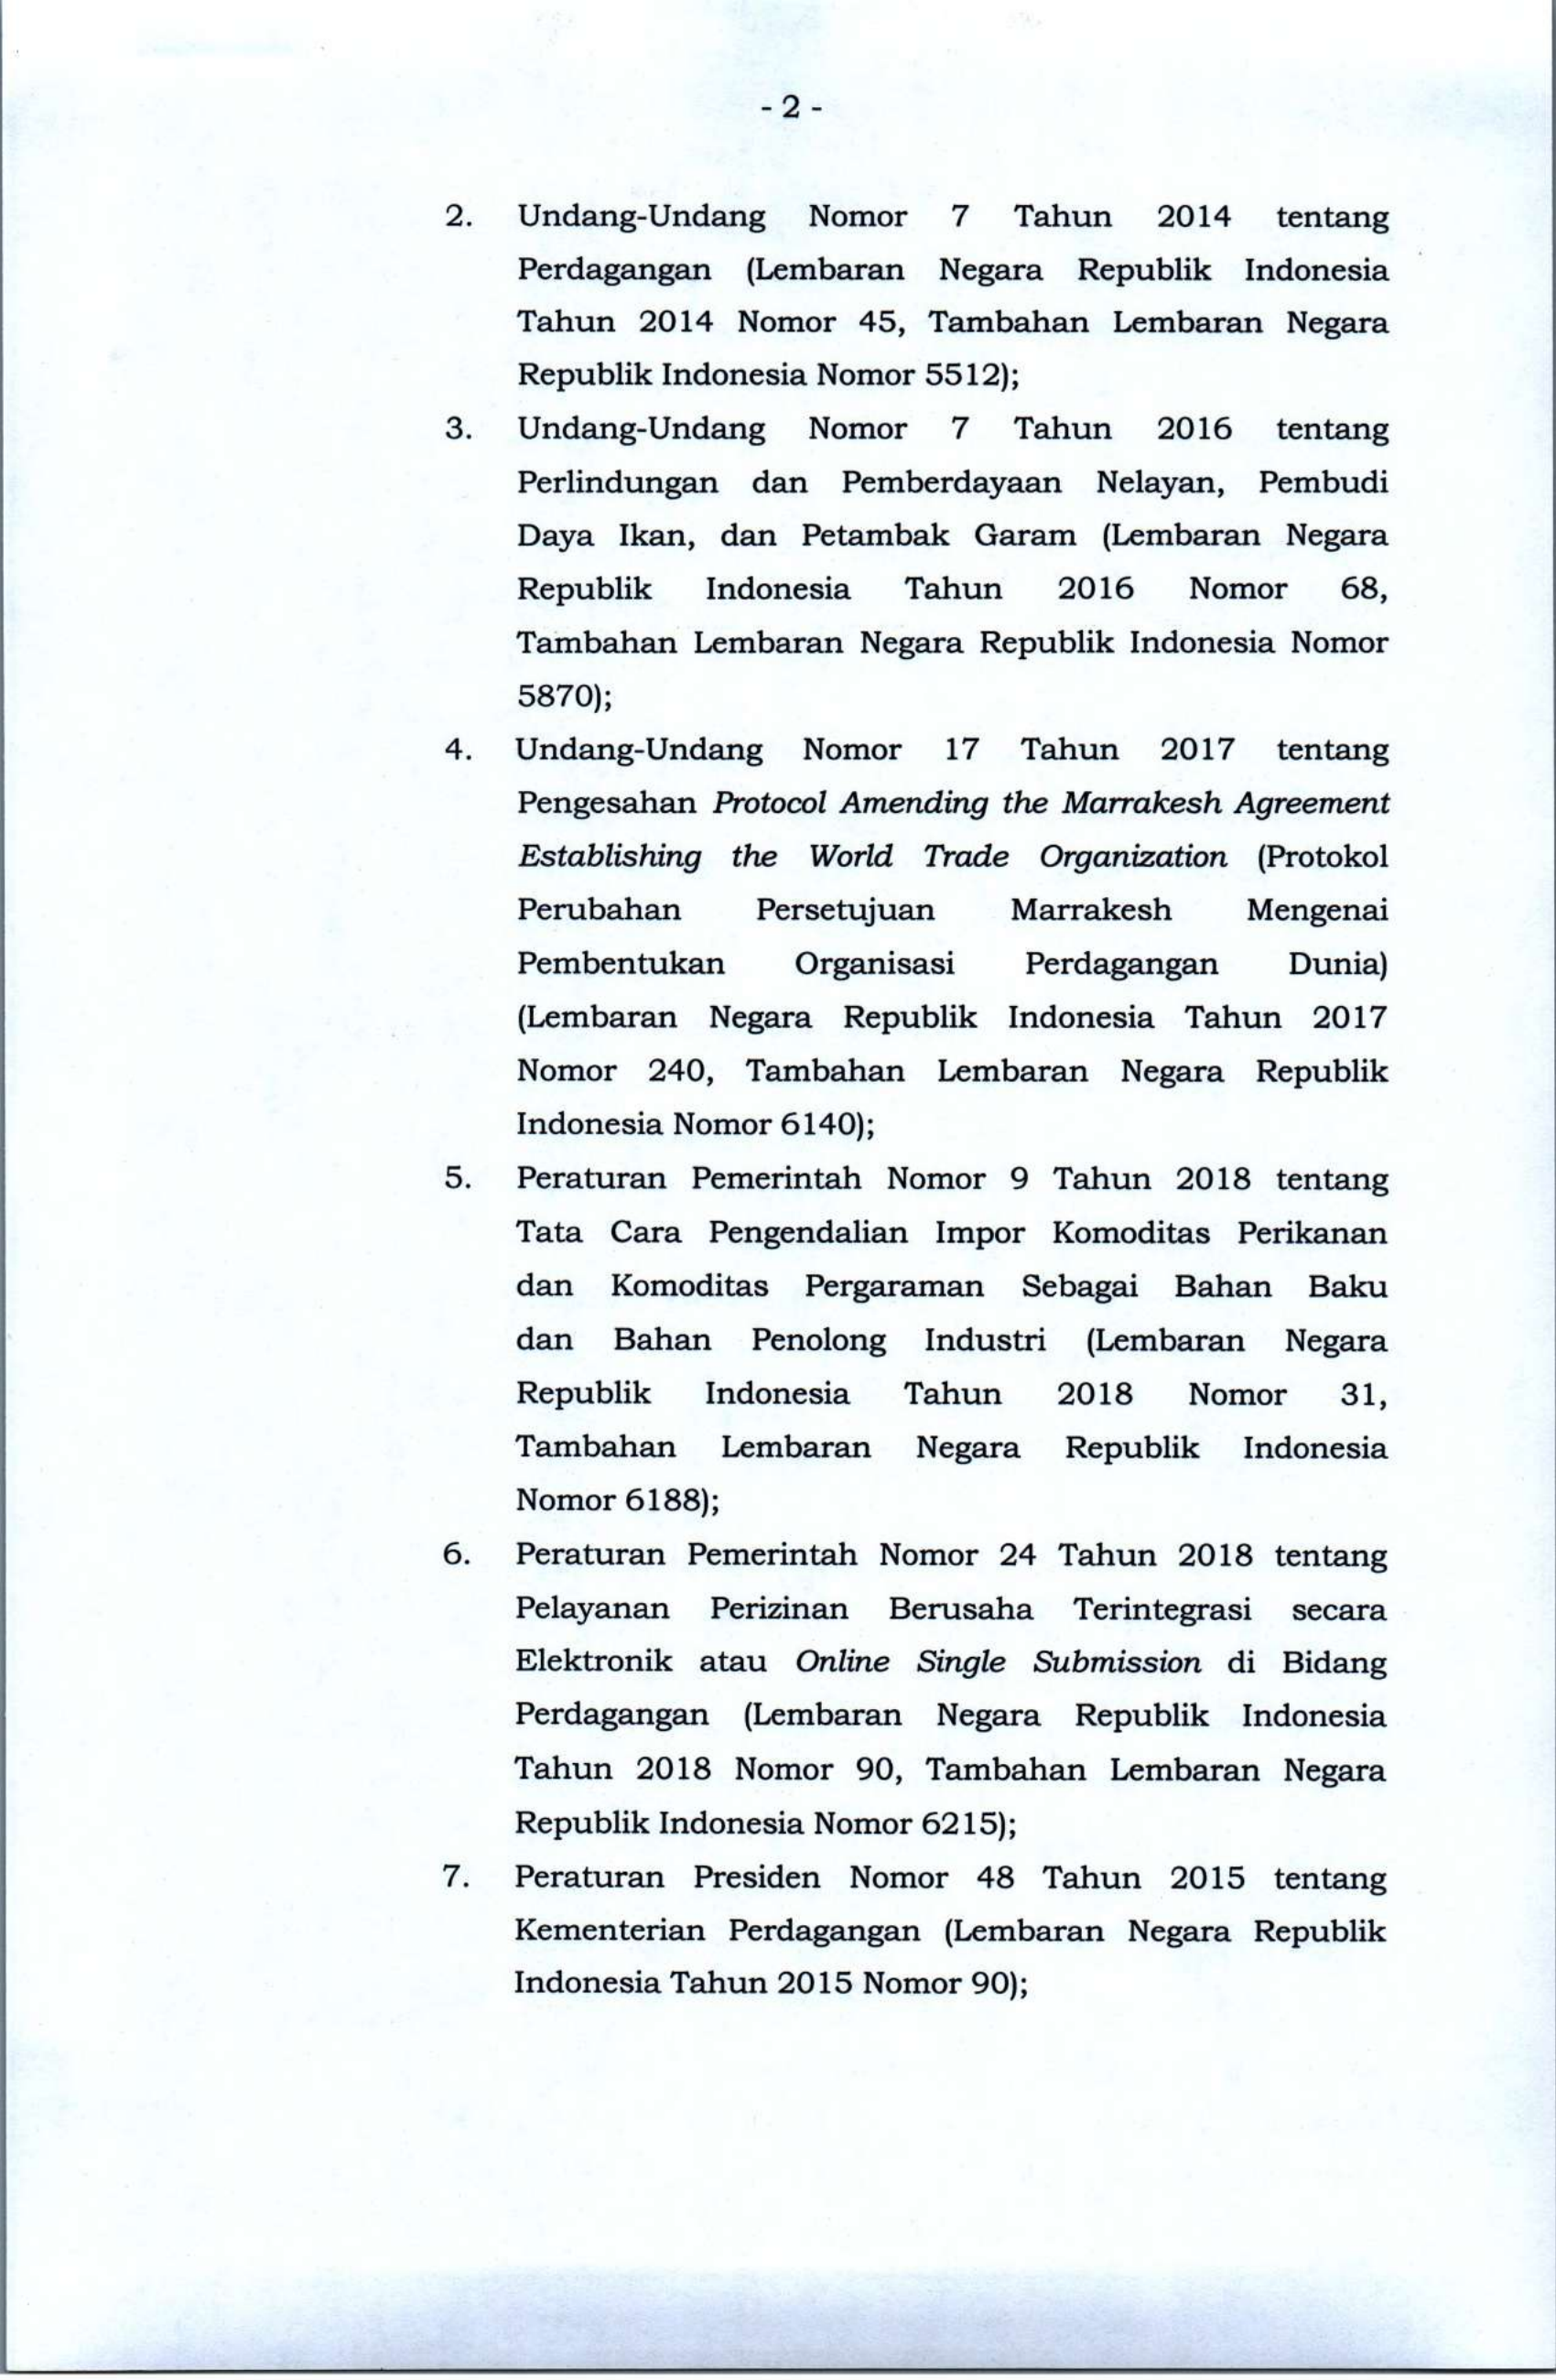 - 2 -
2. Undang-Undang Nomor 7 Tahun 2014 tentang
Perdagangan (Lembaran Negara Republik Indonesia
Tahun 2014 Nomor 45, Tambahan Lembaran Negara
Republik Indonesia Nomor 5512);
3. Undang-Undang Nomor 7 Tahun 2016 tentang
Perlindungan dan Pemberdayaan Nelayan, Pembudi
Daya Ikan, dan Petambak Garam (Lembaran Negara
Republik Indonesia Tahun 2016 Nomor 68,
Tambahan Lembaran Negara Republik Indonesia Nomor
5870);
4. Undang-Undang Nomor 17 Tahun 2017 tentang
Pengesahan Protocol Amending the Marrakesh Agreement
Establishing the World Trade Organization (Protokol
Perubahan Persetujuan Marrakesh Mengenai
Pembentukan Organisasi Perdagangan Dunia)
(Lembaran Negara Republik Indonesia Tahun 2017
Nomor 240, Tambahan Lembaran Negara Republik
Indonesia Nomor 6140);
5. Peraturan Pemerintah Nomor 9 Tahun 2018 tentang
Tata Cara Pengendalian Impor Komoditas Perikanan
dan Komoditas Pergaraman Sebagai Bahan Baku
dan Bahan Penolong Industri (Lembaran Negara
Republik Indonesia Tahun 2018 Nomor 31,
Tambahan Lembaran Negara Republik Indonesia
Nomor 6188);
6. Peraturan Pemerintah Nomor 24 Tahun 2018 tentang
Pelayanan Perizinan Berusaha Terintegrasi secara
Elektronik atau Online Single Submission di Bidang
Perdagangan (Lembaran Negara Republik Indonesia
Tahun 2018 Nomor 90, Tambahan Lembaran Negara
Republik Indonesia Nomor 6215);
7. Peraturan Presiden Nomor 48 Tahun 2015 tentang
Kementerian Perdagangan (Lembaran Negara Republik
Indonesia Tahun 2015 Nomor 90);